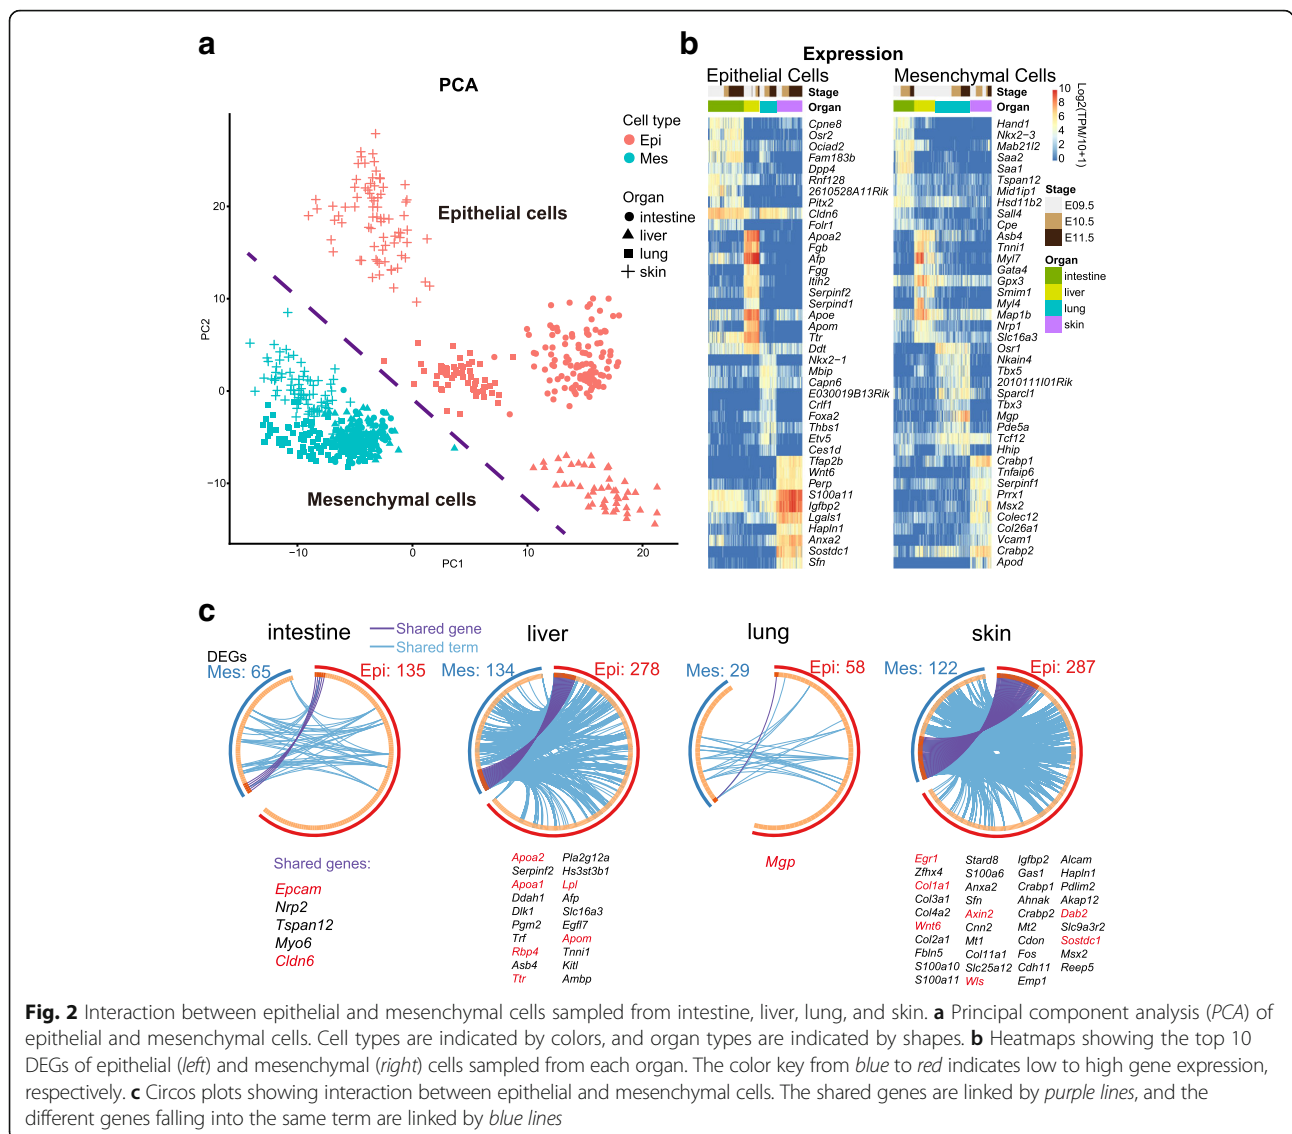 a
PCA
Cell type
Epi
Mes
Organ
intestine
liver
lung
skin
Epithelial cells
Mesenchymal cells
20
10
0
−10
PC2
−10
0
10
20
PC1
b
Expression
Epithelial Cells
Mesenchymal Cells
Stage
Organ
Cpne8
Osr2
Ociad2
Fam183b
Dpp4
Rnf128
2610528A11Rik
Pitx2
Cldn6
Folr1
Apoa2
Fgb
Afp
Fgg
Itih2
Serpinf2
Serpind1
Apoe
Apom
Ttr
Ddt
Nkx2−1
Mbip
Capn6
E030019B13Rik
Crlf1
Foxa2
Thbs1
Etv5
Ces1d
Tfap2b
Wnt6
Perp
S100a11
Igfbp2
Lgals1
Hapln1
Anxa2
Sostdc1
Sfn
Stage
Organ
Hand1
Nkx2−3
Mab21l2
Saa2
Saa1
Tspan12
Mid1ip1
Hsd11b2
Sall4
Cpe
Asb4
Tnni1
Myl7
Gata4
Gpx3
Smim1
Myl4
Map1b
Nrp1
Slc16a3
Osr1
Nkain4
Tbx5
2010111I01Rik
Sparcl1
Tbx3
Mgp
Pde5a
Tcf12
Hhip
Crabp1
Tnfaip6
Serpinf1
Prrx1
Msx2
Colec12
Col26a1
Vcam1
Crabp2
Apod
10
8
6
4
2
0
Log2(TPM/10+1)
Stage
E09.5
E10.5
E11.5
Organ
intestine
liver
lung
skin
c
Shared gene
Shared term
intestine
DEGs
Mes: 65
Epi: 135
Shared genes:
Epcam
Nrp2
Tspan12
Myo6
Cldn6
liver
Mes: 134
Epi: 278
Apoa2 Pla2g12a
Serpinf2 Hs3st3b1
Apoa1 Lpl
Ddah1 Afp
Dlk1 Slc16a3
Pgm2 Egfl7
Trf Apom
Rbp4 Tnni1
Asb4 Kitl
Ttr Ambp
lung
Mes: 29
Epi: 58
Mgp
skin
Mes: 122
Epi: 287
Egr1 Stard8 Igfbp2 Alcam
Zfhx4 S100a6 Gas1 Hapln1
Col1a1 Anxa2 Crabp1 Pdlim2
Col3a1 Sfn Ahnak Akap12
Col4a2 Axin2 Crabp2 Dab2
Wnt6 Cnn2 Mt2 Slc9a3r2
Col2a1 Mt1 Cdon Sostdc1
Fbln5 Col11a1 Fos Msx2
S100a10 Slc25a12 Cdh11 Reep5
S100a11 Wls Emp1
Fig. 2 Interaction between epithelial and mesenchymal cells sampled from intestine, liver, lung, and skin. a Principal component analysis (PCA) of
epithelial and mesenchymal cells. Cell types are indicated by colors, and organ types are indicated by shapes. b Heatmaps showing the top 10
DEGs of epithelial (left) and mesenchymal (right) cells sampled from each organ. The color key from blue to red indicates low to high gene expression,
respectively. c Circos plots showing interaction between epithelial and mesenchymal cells. The shared genes are linked by purple lines, and the
different genes falling into the same term are linked by blue lines